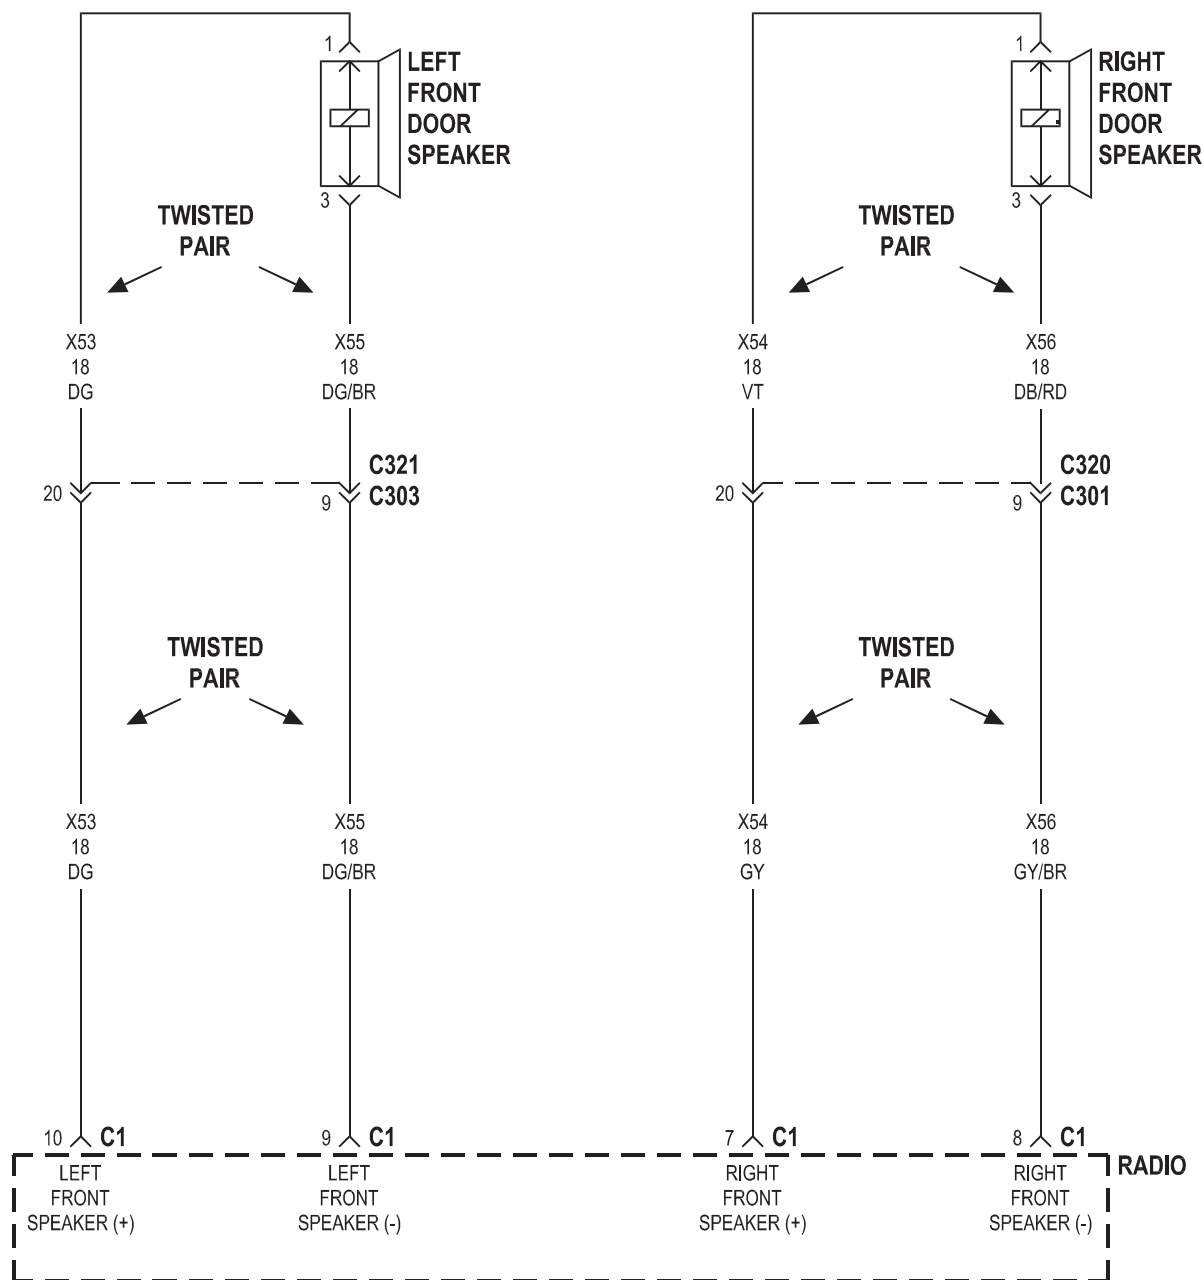 1
LEFT
FRONT
DOOR
SPEAKER
3
1
RIGHT
FRONT
DOOR
SPEAKER
3
TWISTED
PAIR
TWISTED
PAIR
X53
18
DG
X55
18
DG/BR
X54
18
VT
X56
18
DB/RD
20
9
C321
C303
20
9
C320
C301
TWISTED
PAIR
TWISTED
PAIR
X53
18
DG
X55
18
DG/BR
X54
18
GY
X56
18
GY/BR
10 C1
9 C1
7 C1
8 C1
LEFT
FRONT
SPEAKER (+)
LEFT
FRONT
SPEAKER (-)
RIGHT
FRONT
SPEAKER (+)
RIGHT
FRONT
SPEAKER (-)
RADIO